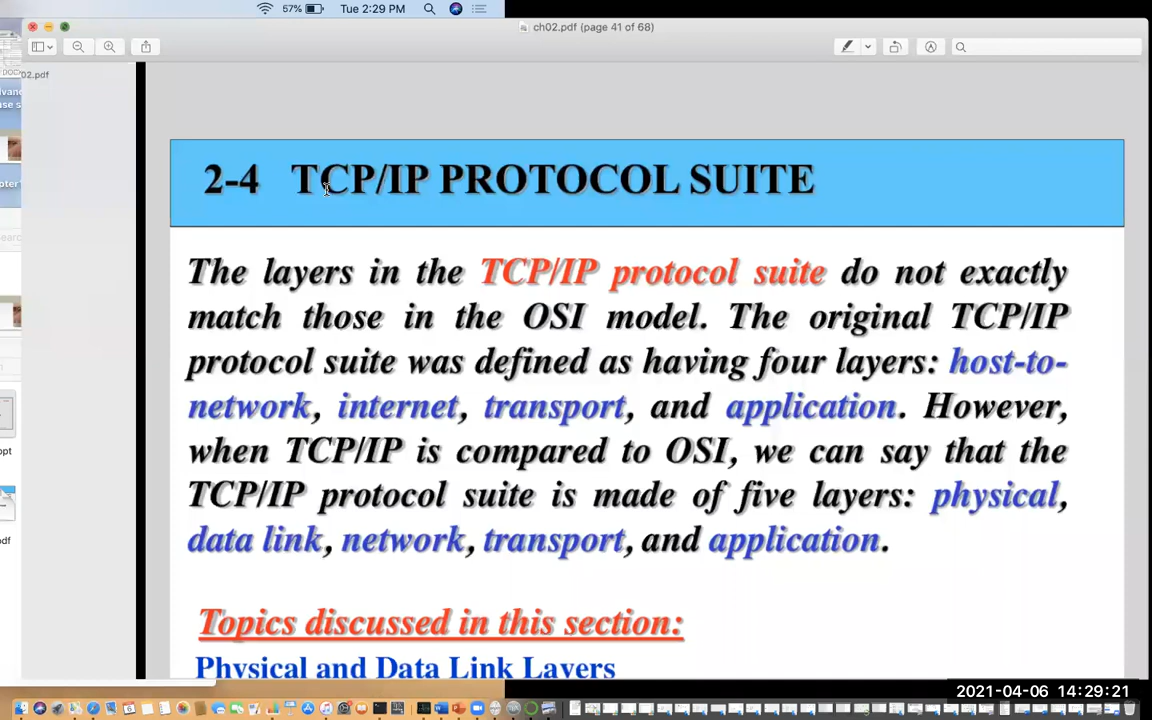 57% Tue 2:29 PM
ch02.pdf (page 41 of 68)
02.pdf
2-4 TCP/IP PROTOCOL SUITE
The layers in the TCP/IP protocol suite do not exactly
match those in the OSI model. The original TCP/IP
protocol suite was defined as having four layers: host-to-
network, internet, transport, and application. However,
when TCP/IP is compared to OSI, we can say that the
TCP/IP protocol suite is made of five layers: physical,
data link, network, transport, and application.
Topics discussed in this section:
Physical and Data Link Layers
2021-04-06 14:29:21